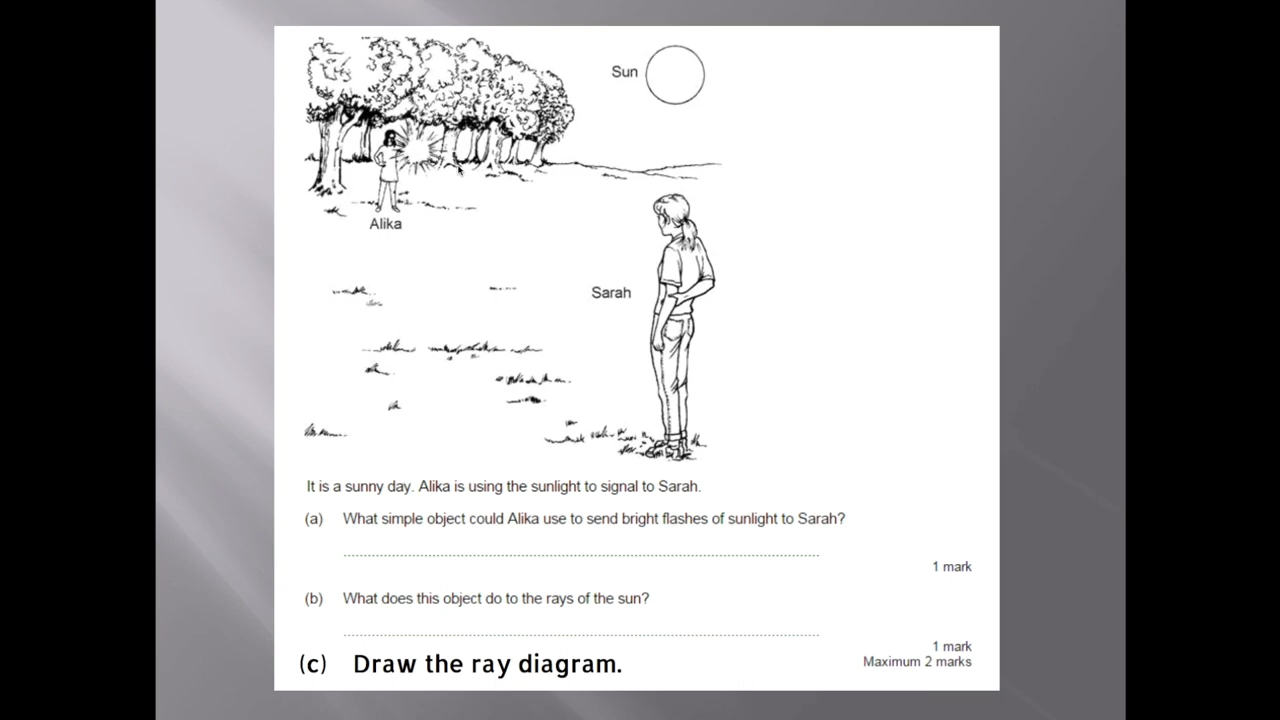 Sun
Alika
Sarah
It is a sunny day. Alika is using the sunlight to signal to Sarah.
(a) What simple object could Alika use to send bright flashes of sunlight to Sarah?
1 mark
(b) What does this object do to the rays of the sun?
1 mark
Maximum 2 marks
(c) Draw the ray diagram.